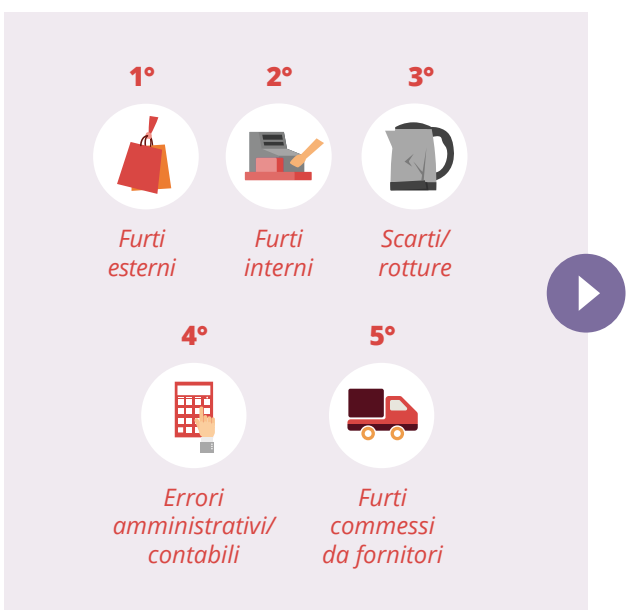 1°
2°
3°
Furti
esterni
Furti
interni
Scarti/
rotture
4°
5°
Errori
amministrativi/
contabili
Furti
commessi
da fornitori